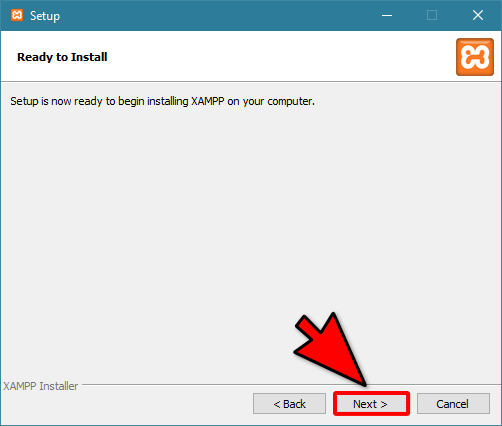 Setup
Ready to Install
Setup is now ready to begin installing XAMPP on your computer.
XAMPP Installer
< Back
Next >
Cancel